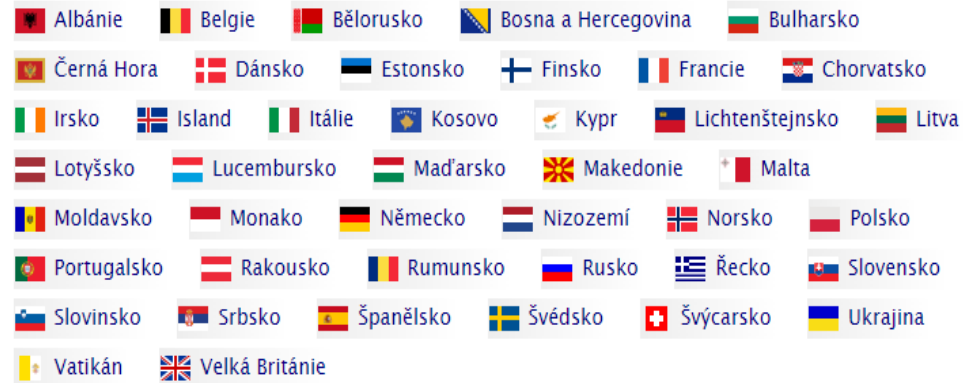 Albánie Belgie Bělorusko Bosna a Hercegovina Bulharsko
Černá Hora Dánsko Estonsko Finsko Francie Chorvatsko
Irsko Island Itálie Kosovo Kypr Lichtenštejnsko Litva
Lotyšsko Lucembursko Maďarsko Makedonie Malta
Moldavsko Monako Německo Nizozemí Norsko Polsko
Portugalsko Rakousko Rumunsko Rusko Řecko Slovensko
Slovinsko Srbsko Španělsko Švédsko Švýcarsko Ukrajina
Vatikán Velká Británie